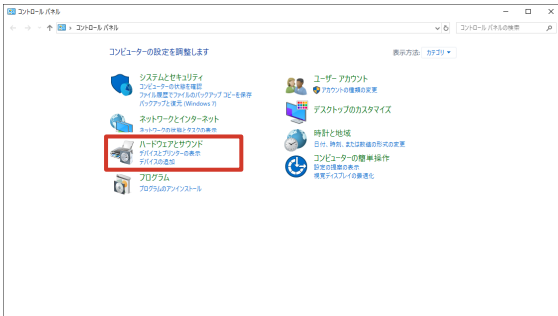 コントロール パネル
コントロール パネル
コントロール パネルの検索
コンピューターの設定を調整します
表示方法: カテゴリ
システムとセキュリティ
コンピューターの状態を確認
ファイル履歴でファイルのバックアップ コピーを保存
バックアップと復元 (Windows 7)
ネットワークとインターネット
ネットワークの状態とタスクの表示
ハードウェアとサウンド
デバイスとプリンターの表示
デバイスの追加
プログラム
プログラムのアンインストール
ユーザー アカウント
アカウントの種類の変更
デスクトップのカスタマイズ
時計と地域
日付、時刻、または数値の形式の変更
コンピューターの簡単操作
設定の提案の表示
視覚ディスプレイの最適化